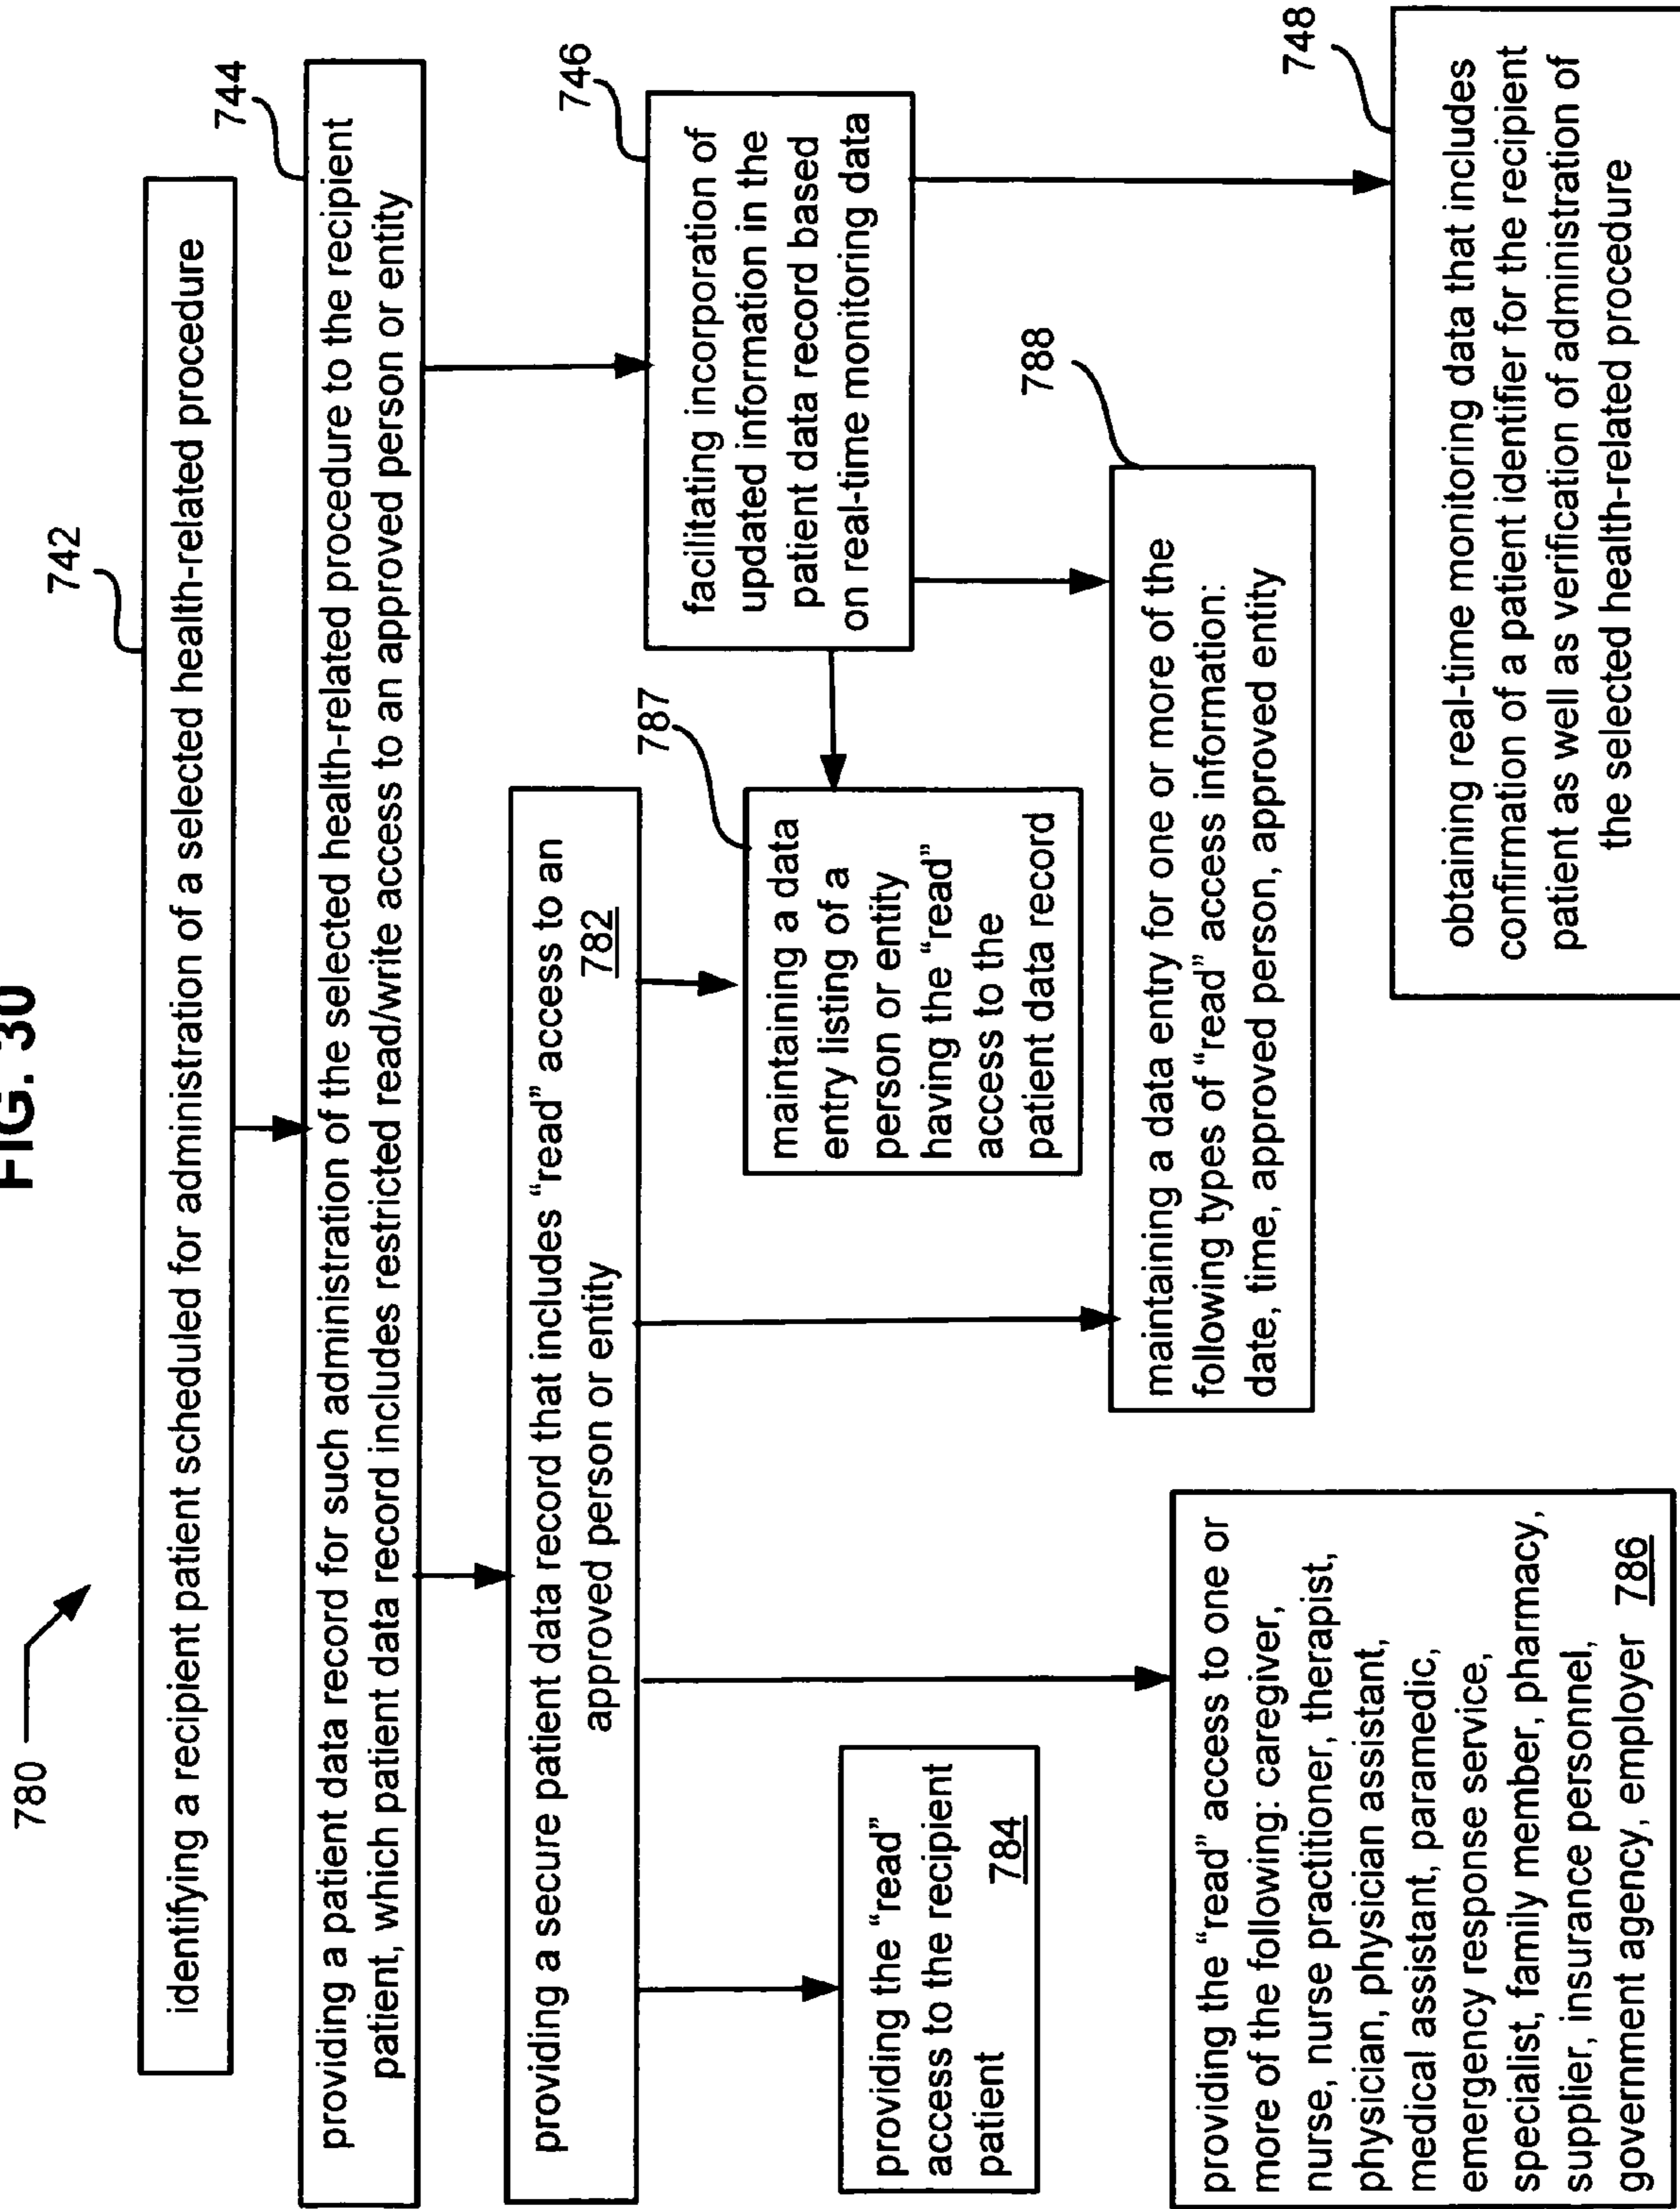 FIG. 30
780
742
identifying a recipient patient scheduled for administration of a selected health-related procedure
744
providing a patient data record for such administration of the selected health-related procedure to the recipient
patient, which patient data record includes restricted read/write access to an approved person or entity
providing a secure patient data record that includes “read” access to an
approved person or entity
782
746
facilitating incorporation of
updated information in the
patient data record based
on real-time monitoring data
787
maintaining a data
entry listing of a
person or entity
having the “read”
access to the
patient data record
providing the “read”
access to the recipient
patient 784
788
maintaining a data entry for one or more of the
following types of “read” access information:
date, time, approved person, approved entity
providing the “read” access to one or
more of the following: caregiver,
nurse, nurse practitioner, therapist,
physician, physician assistant,
medical assistant, paramedic,
emergency response service,
specialist, family member, pharmacy,
supplier, insurance personnel,
government agency, employer 786
748
obtaining real-time monitoring data that includes
confirmation of a patient identifier for the recipient
patient as well as verification of administration of
the selected health-related procedure